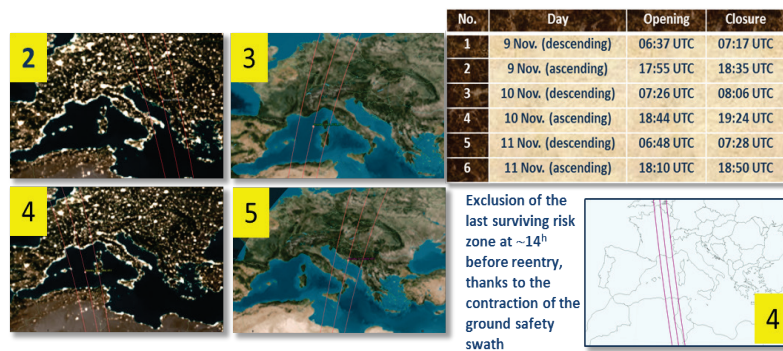 2
3
No. Day Opening Closure
1 9 Nov. (descending) 06:37 UTC 07:17 UTC
2 9 Nov. (ascending) 17:55 UTC 18:35 UTC
3 10 Nov. (descending) 07:26 UTC 08:06 UTC
4 10 Nov. (ascending) 18:44 UTC 19:24 UTC
5 11 Nov. (descending) 06:48 UTC 07:28 UTC
6 11 Nov. (ascending) 18:10 UTC 18:50 UTC
4
5
Exclusion of the
last surviving risk
zone at ~14ʰ
before reentry,
thanks to the
contraction of the
ground safety
swath
4